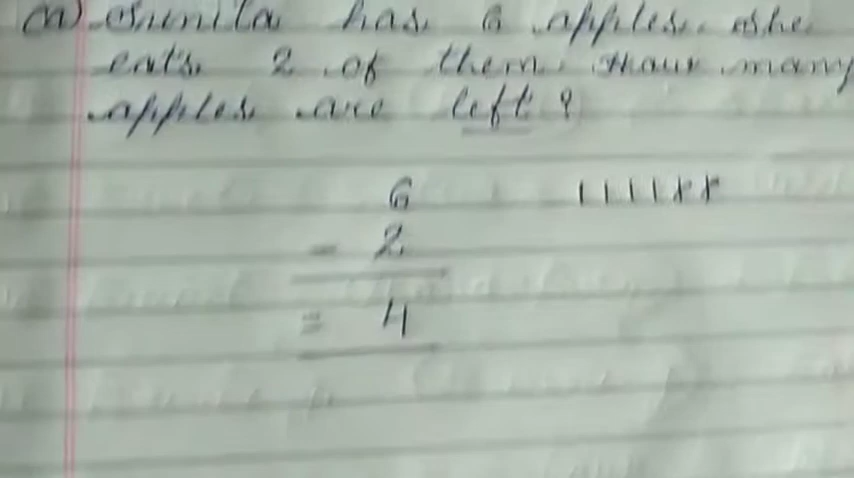 (a) Sunita has 6 apples. She
eats 2 of them. How many
apples are left?
6
- 2
= 4